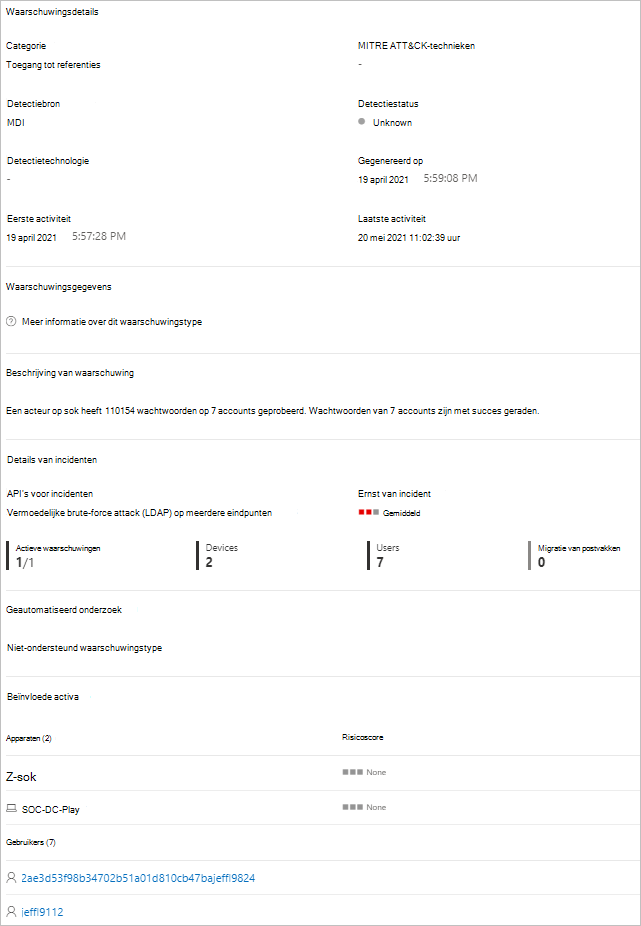 Waarschuwingsdetails
Categorie
MITRE ATT&CK-technieken
Toegang tot referenties
-
Detectiebron
Detectiestatus
MDI
Unknown
Detectietechnologie
Gegenereerd op
-
19 april 2021 5:59:08 PM
Eerste activiteit
Laatste activiteit
19 april 2021 5:57:28 PM
20 mei 2021 11:02:39 uur
Waarschuwingsgegevens
Meer informatie over dit waarschuwingstype
Beschrijving van waarschuwing
Een acteur op sok heeft 110154 wachtwoorden op 7 accounts geprobeerd. Wachtwoorden van 7 accounts zijn met succes geraden.
Details van incidenten
API's voor incidenten
Ernst van incident
Vermoedelijke brute-force attack (LDAP) op meerdere eindpunten
Gemiddeld
Actieve waarschuwingen
Devices
Users
Migratie van postvakken
1/1
2
7
0
Geautomatiseerd onderzoek
Niet-ondersteund waarschuwingstype
Beïnvloede activa
Apparaten (2)
Risicoscore
Z-sok
None
SOC-DC-Play
None
Gebruikers (7)
2ae3d53f98b34702b51a01d810cb47bajeffl9824
jeffl9112